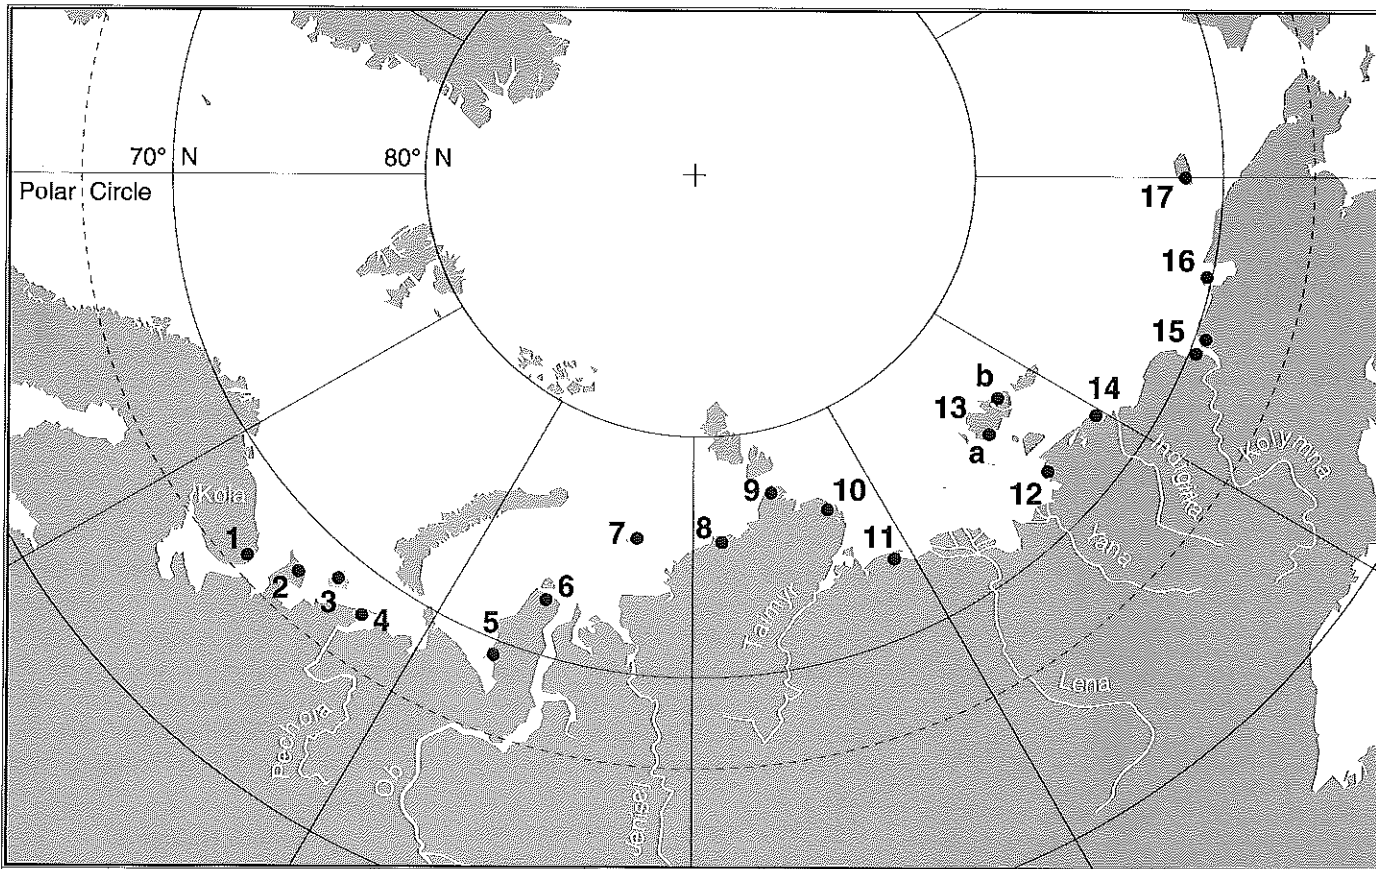 70° N
80° N
Polar Circle
17
16
15
b
14
13
a
Kolyma
Indigirka
Kola
9
10
12
1
7
8
11
Yana
2
3
6
4
5
Taimyr
Lena
Pechora
Ob
Jenisei